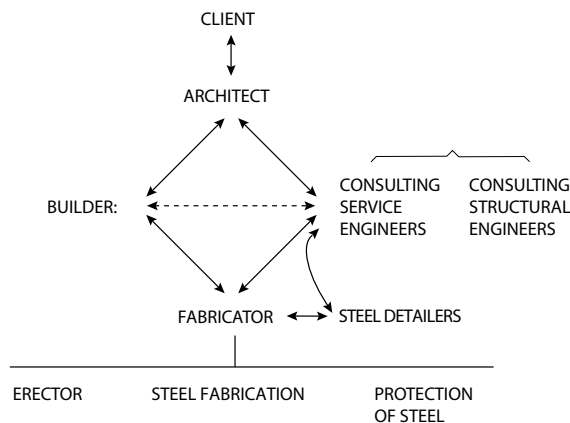 CLIENT
ARCHITECT
BUILDER:
CONSULTING
SERVICE
ENGINEERS
CONSULTING
STRUCTURAL
ENGINEERS
FABRICATOR
STEEL DETAILERS
ERECTOR
STEEL FABRICATION
PROTECTION
OF STEEL